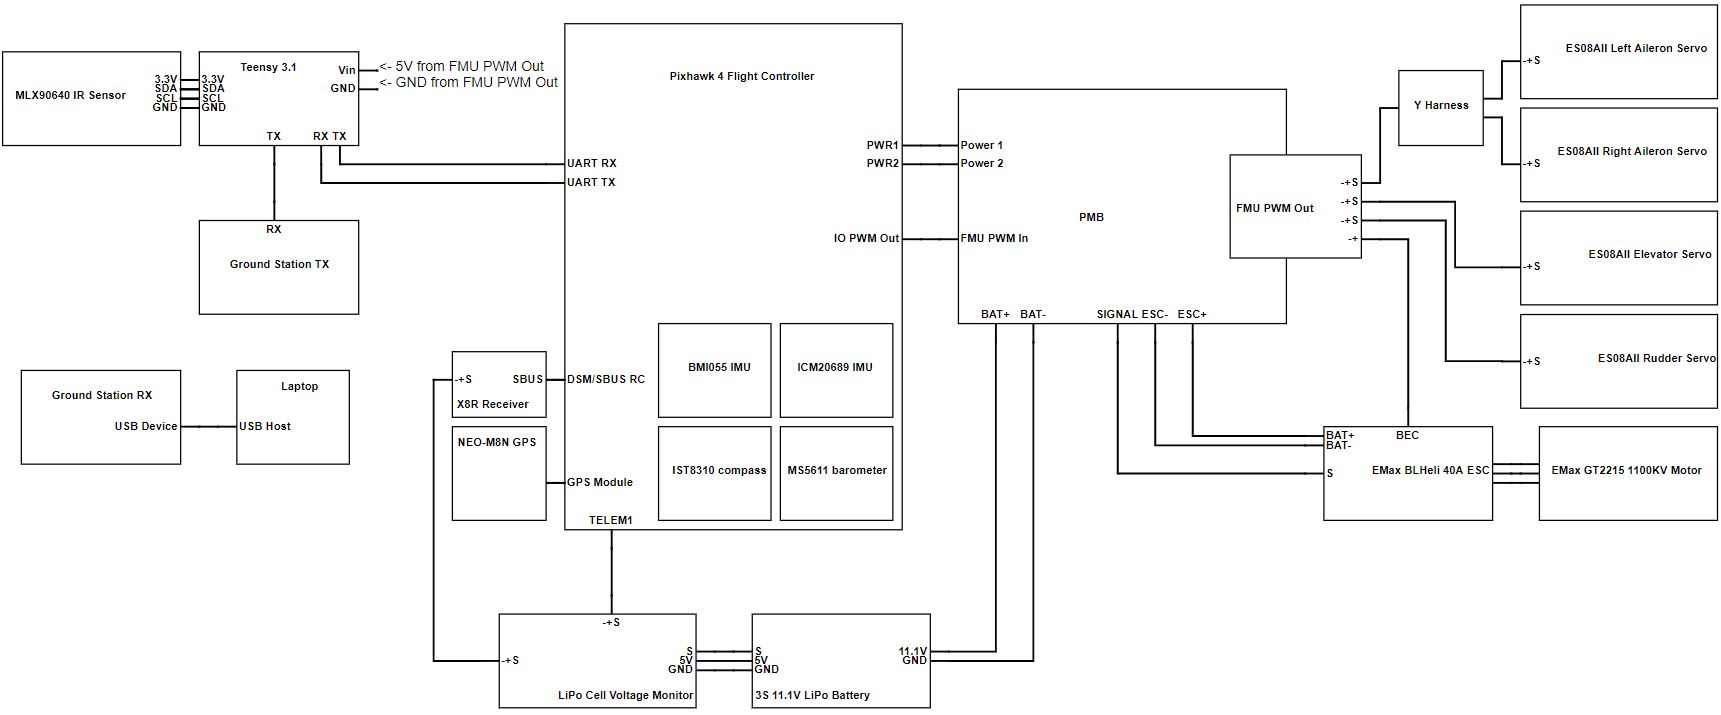 MLX90640 IR Sensor
3.3V
SDA
SCL
GND
Teensy 3.1
3.3V
SDA
SCL
GND
Vin
GND
TX
RX TX
<- 5V from FMU PWM Out
<- GND from FMU PWM Out
RX
Ground Station TX
Ground Station RX
USB Device
Laptop
USB Host
Pixhawk 4 Flight Controller
UART RX
UART TX
PWR1
PWR2
IO PWM Out
DSM/SBUS RC
GPS Module
TELEM1
BMI055 IMU
ICM20689 IMU
IST8310 compass
MS5611 barometer
-+S
SBUS
X8R Receiver
NEO-M8N GPS
-+S
-+S
S
5V
GND
LiPo Cell Voltage Monitor
S
5V
GND
11.1V
GND
3S 11.1V LiPo Battery
Power 1
Power 2
PMB
FMU PWM In
BAT+
BAT-
SIGNAL
ESC-
ESC+
FMU PWM Out
-+S
-+S
-+S
-+
Y Harness
ES08AII Left Aileron Servo
-+S
ES08AII Right Aileron Servo
-+S
ES08AII Elevator Servo
-+S
ES08AII Rudder Servo
-+S
BAT+
BAT-
BEC
S
EMax BLHeli 40A ESC
EMax GT2215 1100KV Motor